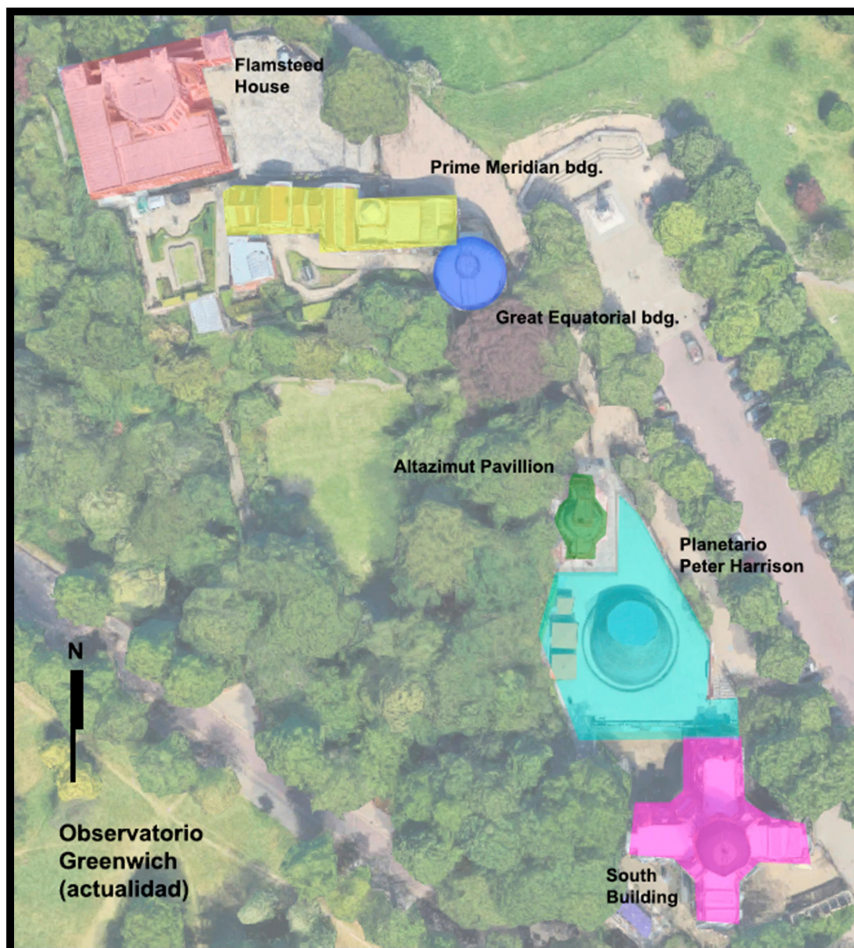 Flamsteed
House
Prime Meridian bdg.
Great Equatorial bdg.
Altazimut Pavillion
Planetario
Peter Harrison
N
Observatorio
Greenwich
(actualidad)
South
Building